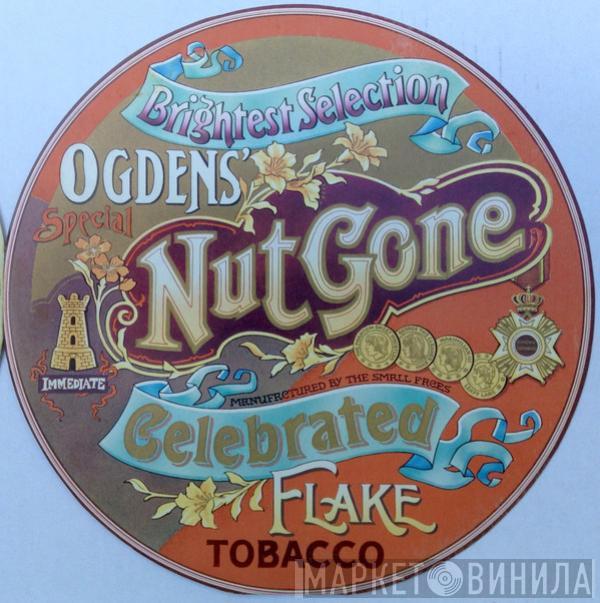 Brightest Selection
OGDENS'
Special
Nut Gone
IMMEDIATE
MANUFACTURED BY THE SMALL FACES
Celebrated
FLAKE
TOBACCO
МАРКЕТ ВИНИЛА